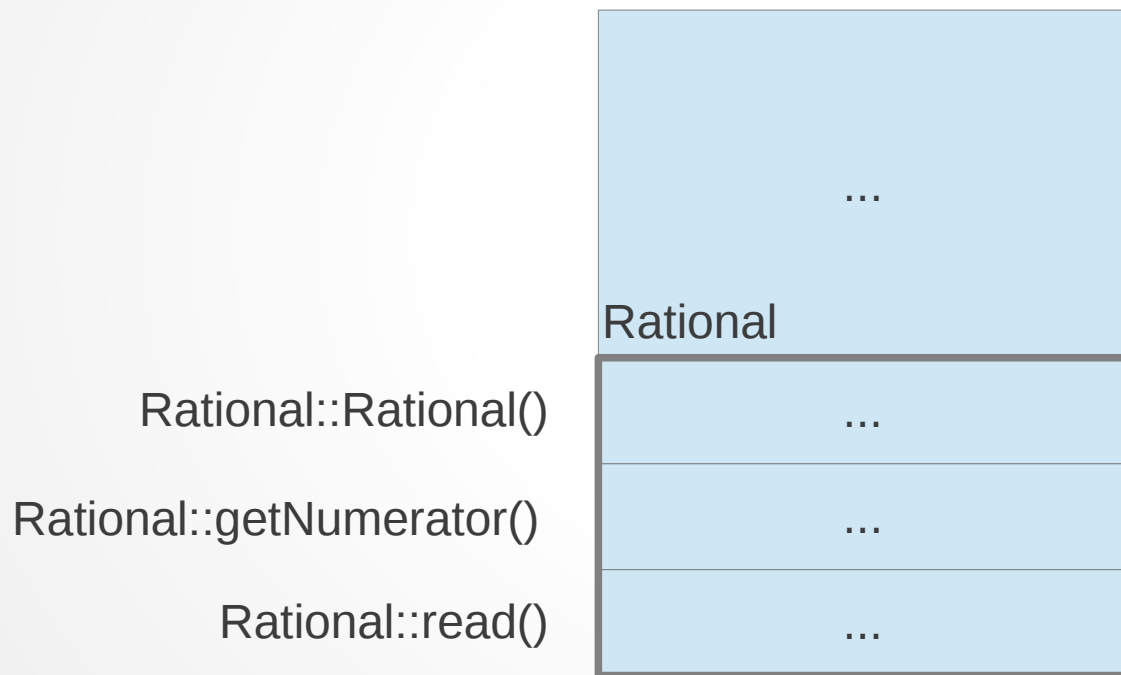 ...
Rational
Rational::Rational() ...
Rational::getNumerator() ...
Rational::read() ...